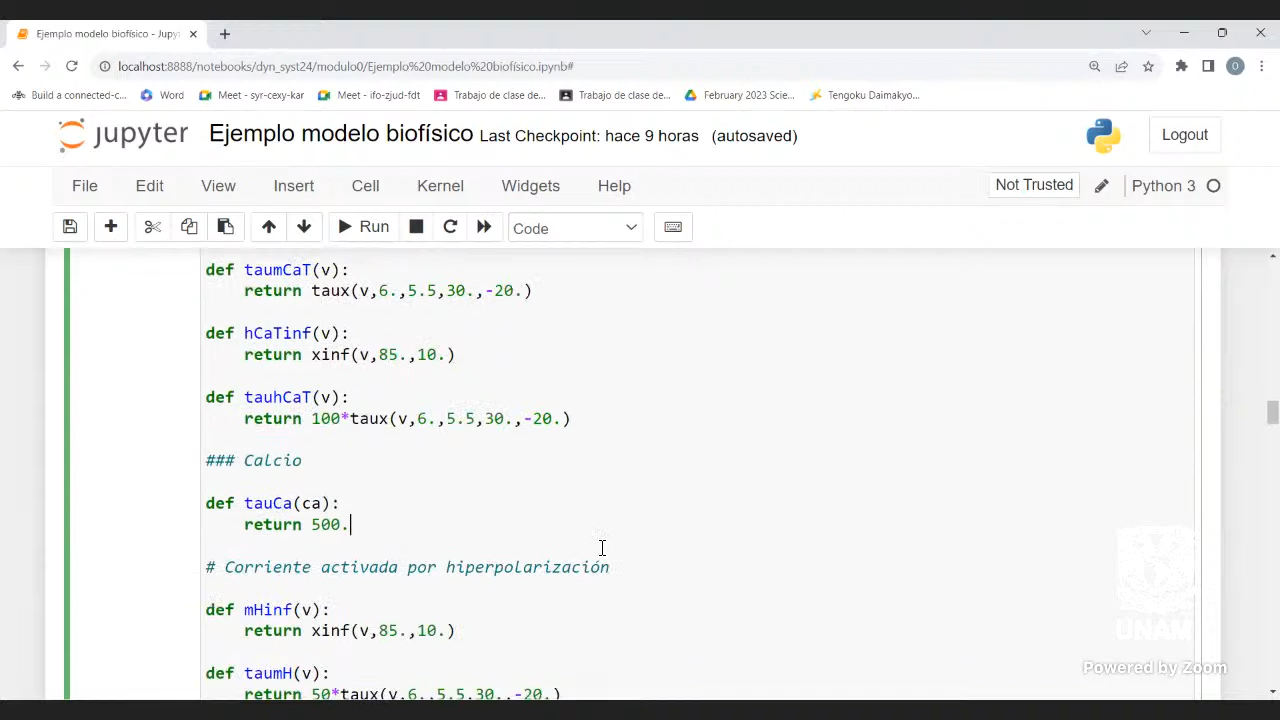 Ejemplo modelo biofísico - Jupyt
localhost:8888/notebooks/dyn_syst24/modulo0/Ejemplo%20modelo%20biofísico.ipynb#
O
Build a connected-c...
Word
Meet - syr-cexy-kar
Meet - ifo-zjud-fdt
Trabajo de clase de...
Trabajo de clase de...
February 2023 Scie...
Tengoku Daimakyo...
jupyter Ejemplo modelo biofísico Last Checkpoint: hace 9 horas (autosaved)
Logout
File Edit View Insert Cell Kernel Widgets Help
Not Trusted
Python 3
Run
Code
def taumCaT(v):
return taux(v,6.,5.5,30.,-20.)
def hCaTinf(v):
return xinf(v,85.,10.)
def tauhCaT(v):
return 100*taux(v,6.,5.5,30.,-20.)
### Calcio
def tauCa(ca):
return 500.
# Corriente activada por hiperpolarización
def mHinf(v):
return xinf(v,85.,10.)
def taumH(v):
return 50*taux(v,6.,5.5,30.,-20.)
UNAM
Powered by Zoom